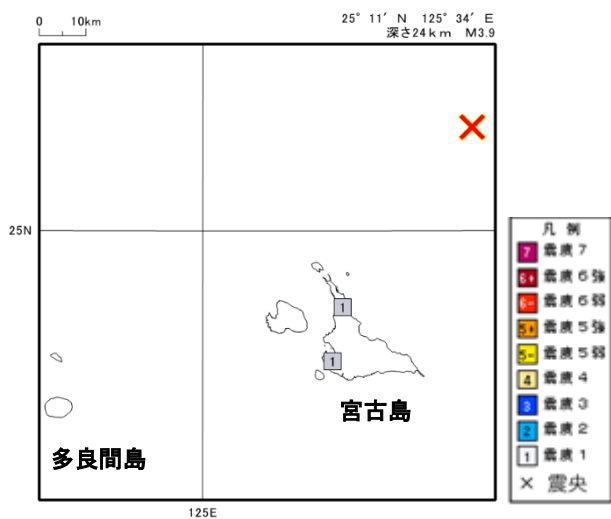 0 10km
25° 11′ N 125° 34′ E
深さ24km M3.9
25N
1
1
宮古島
多良間島
125E
凡例
7 震度7
6+ 震度6強
6- 震度6弱
5+ 震度5強
5- 震度5弱
4 震度4
3 震度3
2 震度2
1 震度1
× 震央